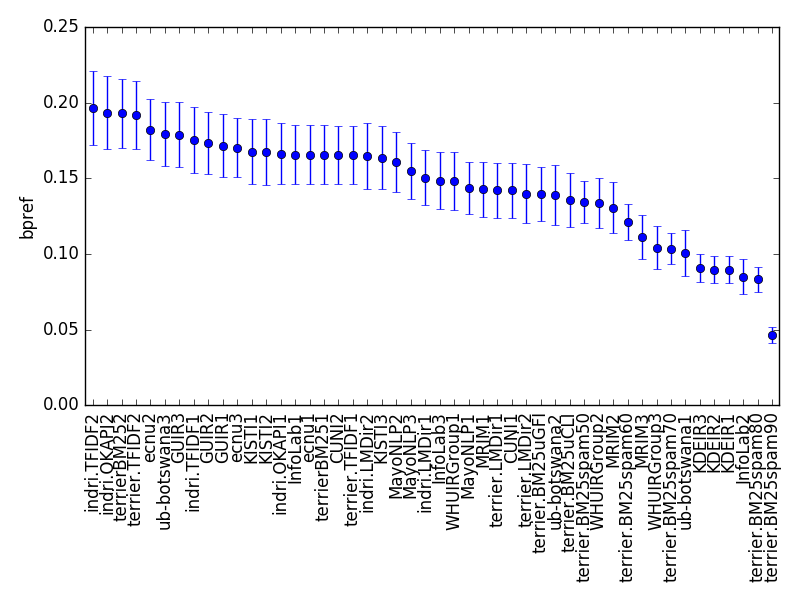 0.25
0.20
0.15
0.10
0.05
0.00
bpref
indri.TFIDF2
indri.OKAPI2
terrierBM252
terrier.TFIDF2
ecnu2
ub-botswana3
GUIR3
indri.TFIDF1
GUIR2
GUIR1
ecnu3
KISTI1
KISTI2
indri.OKAPI1
InfoLab1
ecnu1
terrierBM251
CUNI2
terrier.TFIDF1
indri.LMDir2
KISTI3
MayoNLP2
MayoNLP3
indri.LMDir1
InfoLab3
WHUIRGroup1
MayoNLP1
MRIM1
terrier.LMDir1
CUNI1
terrier.LMDir2
terrier.BM25uGFI
ub-botswana2
terrier.BM25uCLI
terrier.BM25spam50
WHUIRGroup2
MRIM2
terrier.BM25spam60
MRIM3
WHUIRGroup3
terrier.BM25spam70
ub-botswana1
KDEIR3
KDEIR2
KDEIR1
InfoLab2
terrier.BM25spam80
terrier.BM25spam90